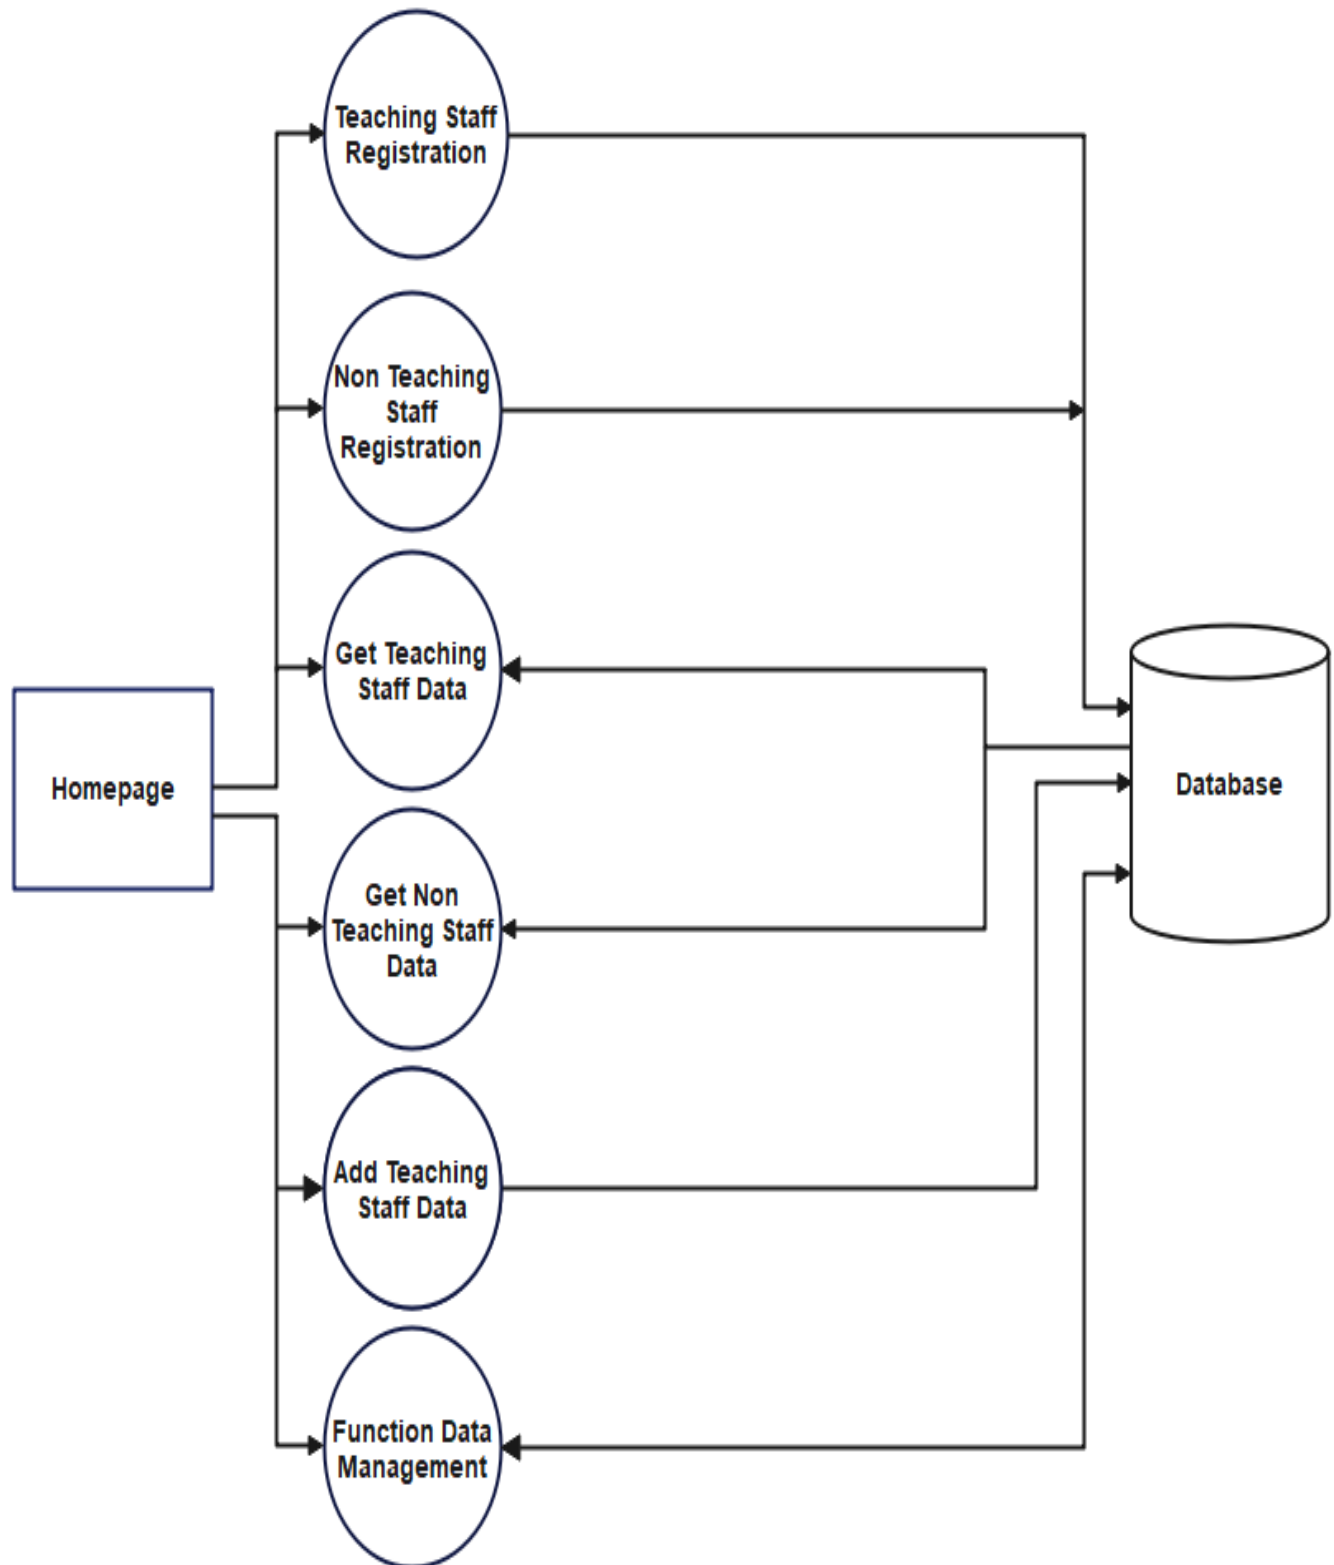 Teaching Staff
Registration
Non Teaching
Staff
Registration
Get Teaching
Staff Data
Homepage
Database
Get Non
Teaching Staff
Data
Add Teaching
Staff Data
Function Data
Management